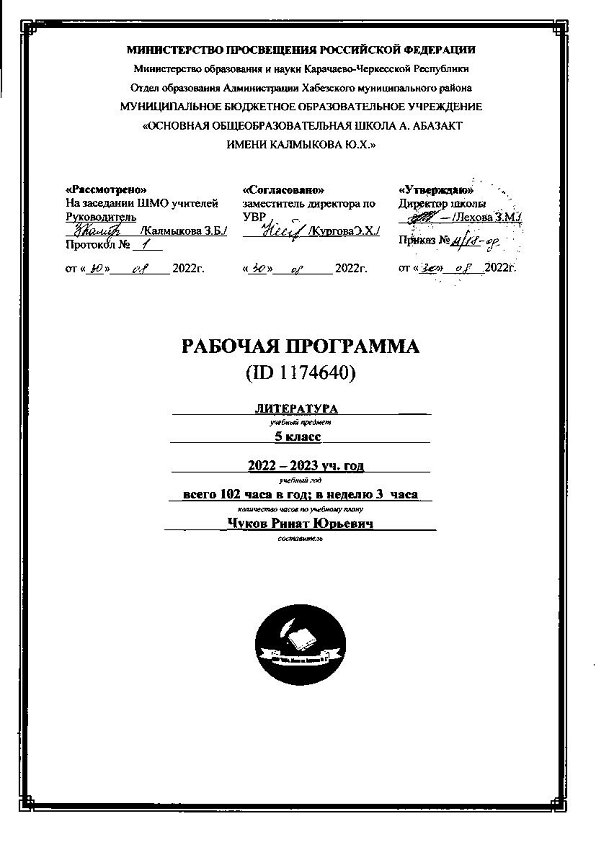 МИНИСТЕРСТВО ПРОСВЕЩЕНИЯ РОССИЙСКОЙ ФЕДЕРАЦИИ
Министерство образования и науки Карачаево-Черкесской Республики
Отдел образования Администрации Хабезского муниципального района
МУНИЦИПАЛЬНОЕ БЮДЖЕТНОЕ ОБРАЗОВАТЕЛЬНОЕ УЧРЕЖДЕНИЕ
«ОСНОВНАЯ ОБЩЕОБРАЗОВАТЕЛЬНАЯ ШКОЛА А. АБАЗАКТ
ИМЕНИ КАЛМЫКОВА Ю.Х.»
«Рассмотрено»
На заседании ШМО учителей
Руководитель
/Калмыкова З.Б./
Протокол № 1
от «30» 08 2022г.
«Согласовано»
заместитель директора по
УВР
/КурговаЭ.Х./
«30» 08 2022г.
«Утверждаю»
Директор школы
/Лехова З.М./
Приказ №
от «30» 08 2022г.
РАБОЧАЯ ПРОГРАММА
(ID 1174640)
ЛИТЕРАТУРА
учебный предмет
5 класс
2022 – 2023 уч. год
учебный год
всего 102 часа в год; в неделю 3 часа
количество часов по учебному плану
Чуков Ринат Юрьевич
составитель